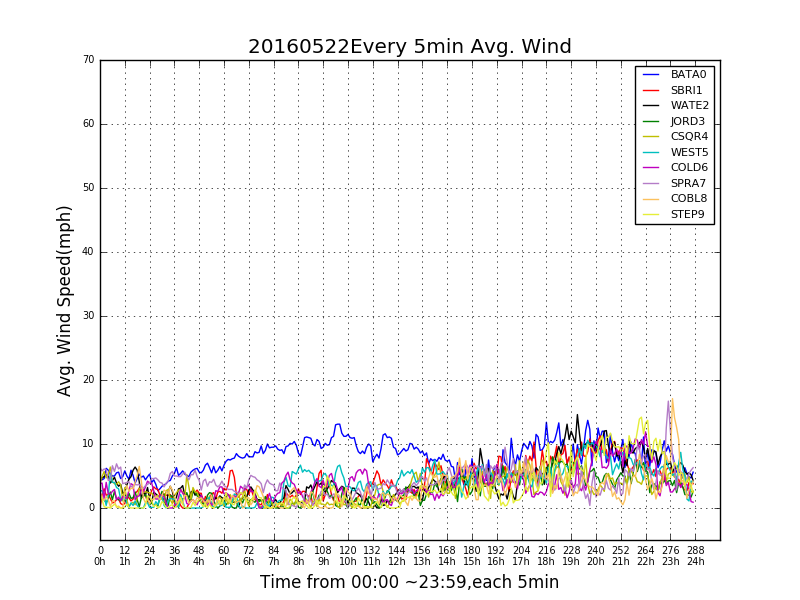 20160522Every 5min Avg. Wind
70
60
50
40
30
20
10
0
Avg. Wind Speed(mph)
BATA0
SBRI1
WATE2
JORD3
CSQR4
WEST5
COLD6
SPRA7
COBL8
STEP9
0 12 24 36 48 60 72 84 96 108 120 132 144 156 168 180 192 204 216 228 240 252 264 276 288
0h 1h 2h 3h 4h 5h 6h 7h 8h 9h 10h 11h 12h 13h 14h 15h 16h 17h 18h 19h 20h 21h 22h 23h 24h
Time from 00:00 ~23:59,each 5min